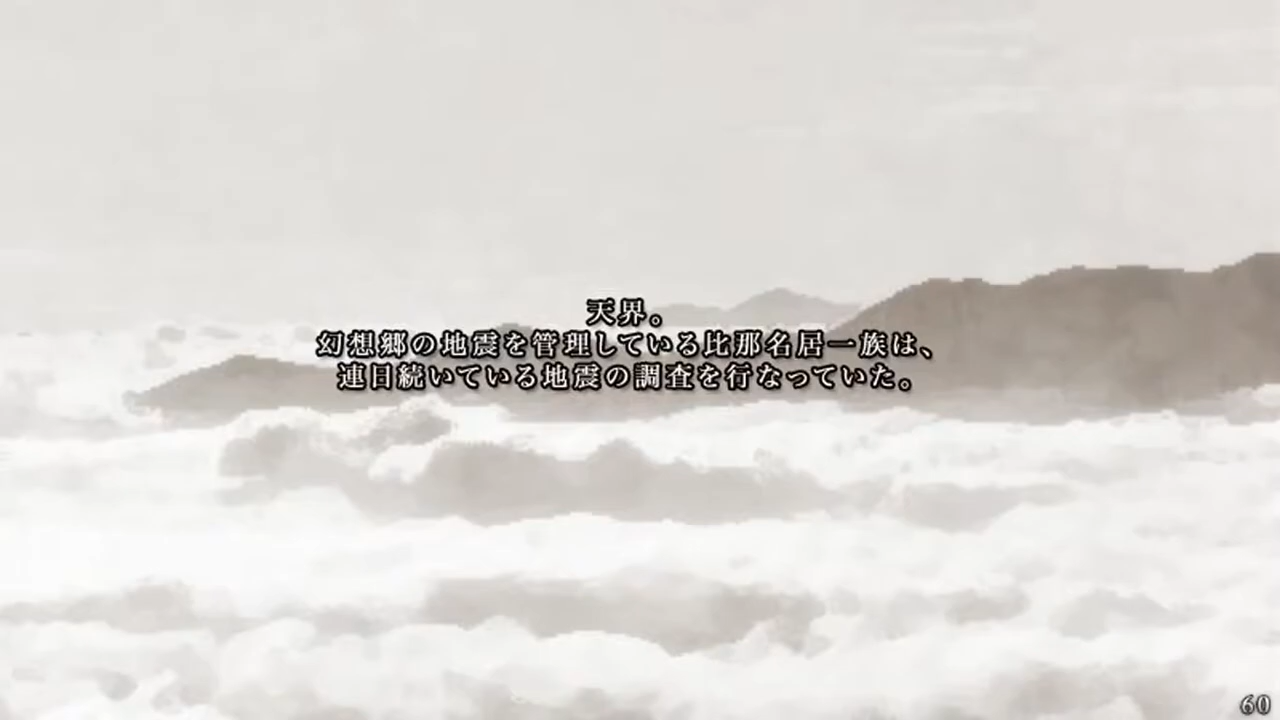 天界。
幻想郷の地震を管理している比那名居一族は、
連日続いている地震の調査を行なっていた。
60